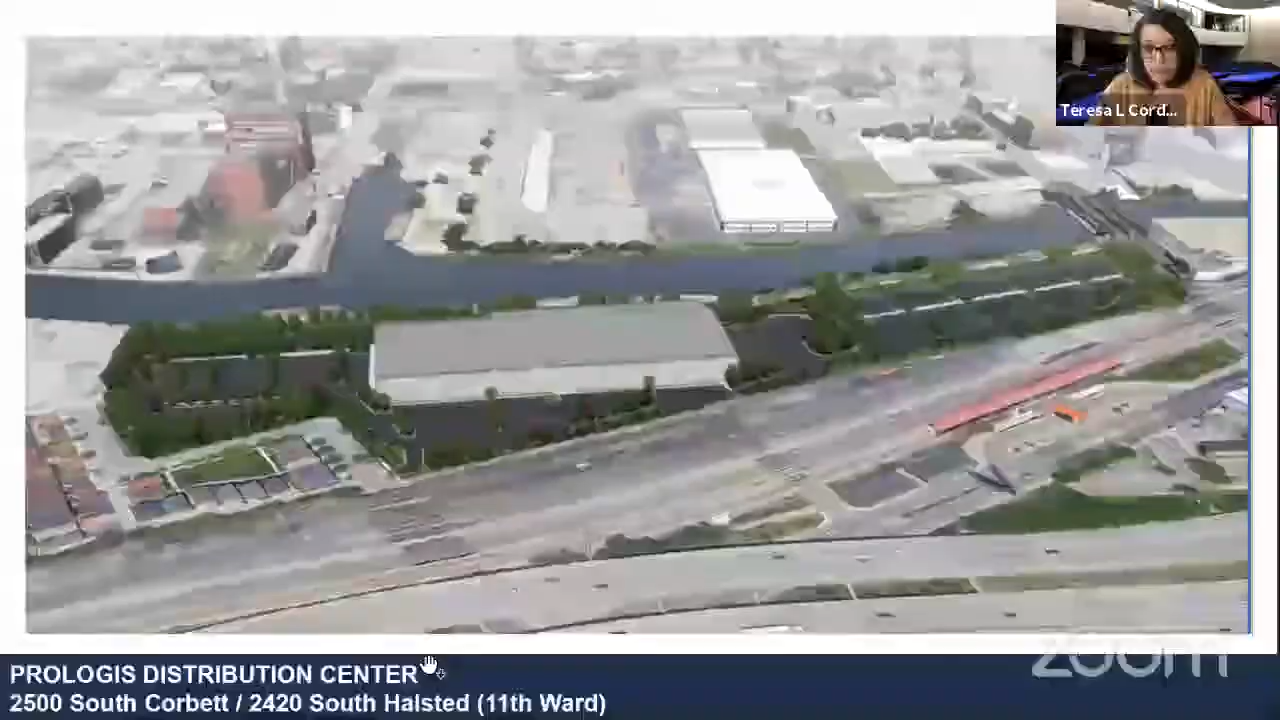 Teresa L Cord...
zoom
PROLOGIS DISTRIBUTION CENTER
2500 South Corbett / 2420 South Halsted (11th Ward)